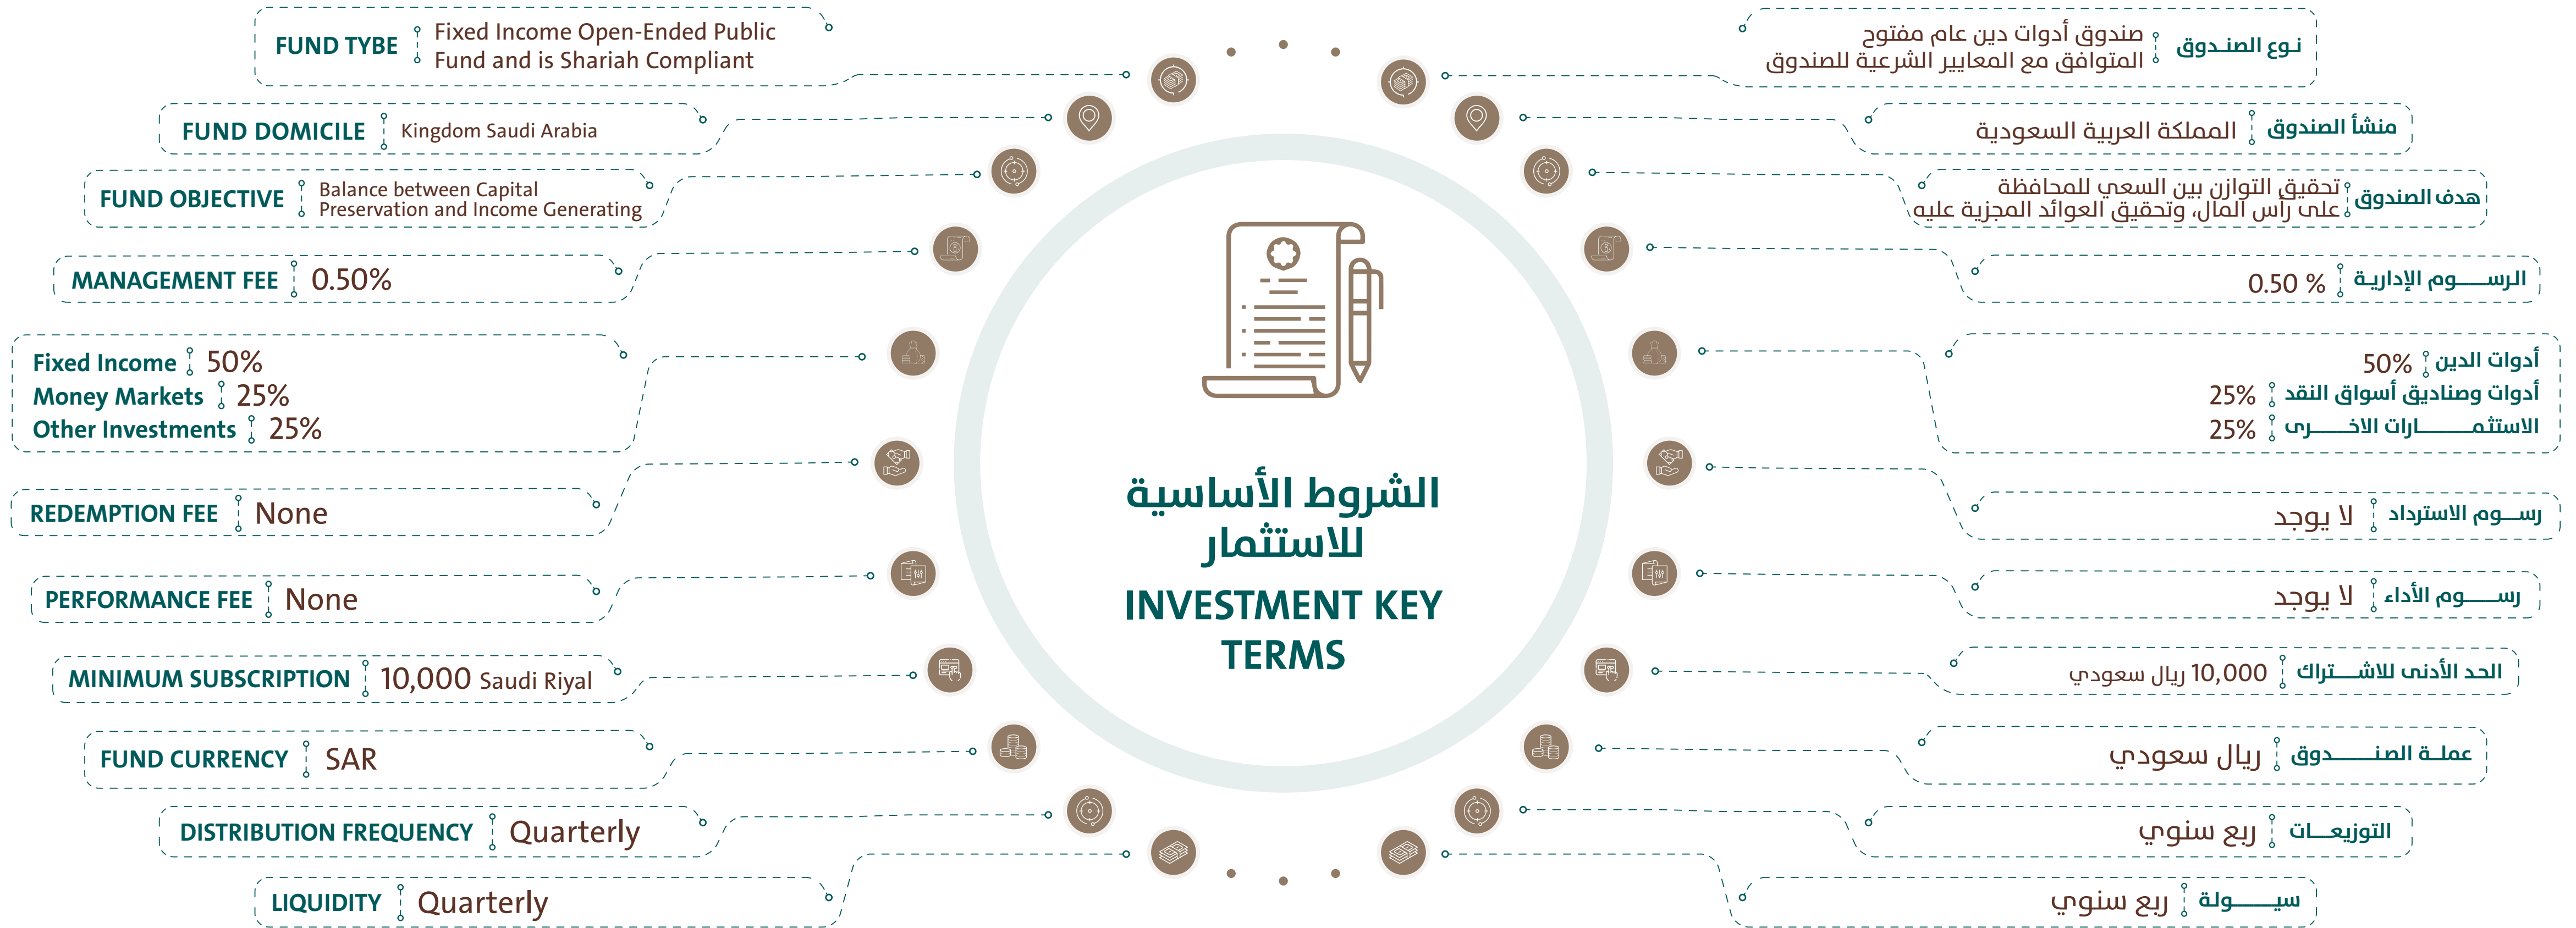 FUND TYBE
Fixed Income Open-Ended Public
Fund and is Shariah Compliant
FUND DOMICILE
Kingdom Saudi Arabia
FUND OBJECTIVE
Balance between Capital
Preservation and Income Generating
MANAGEMENT FEE
0.50%
Fixed Income 50%
Money Markets 25%
Other Investments 25%
REDEMPTION FEE
None
PERFORMANCE FEE
None
MINIMUM SUBSCRIPTION
10,000 Saudi Riyal
FUND CURRENCY
SAR
DISTRIBUTION FREQUENCY
Quarterly
LIQUIDITY
Quarterly
الشروط الأساسية
للاستثمار
INVESTMENT KEY
TERMS
نوع الصندوق
صندوق أدوات دين عام مفتوح
المتوافق مع المعايير الشرعية للصندوق
منشأ الصندوق
المملكة العربية السعودية
هدف الصندوق
تحقيق التوازن بين السعي للمحافظة
على رأس المال، وتحقيق العوائد المجزية عليه
الرســـوم الإدارية
0.50 %
أدوات الدين 50%
أدوات وصناديق أسواق النقد 25%
الاستثمـــــارات الاخـــرى 25%
رســـوم الاسترداد
لا يوجد
رســـوم الأداء
لا يوجد
الحد الأدنى للاشـــتراك
10,000 ريال سعودي
عملــة الصنـــــدوق
ريال سعودي
التوزيعــات
ربع سنوي
سيــــولة
ربع سنوي